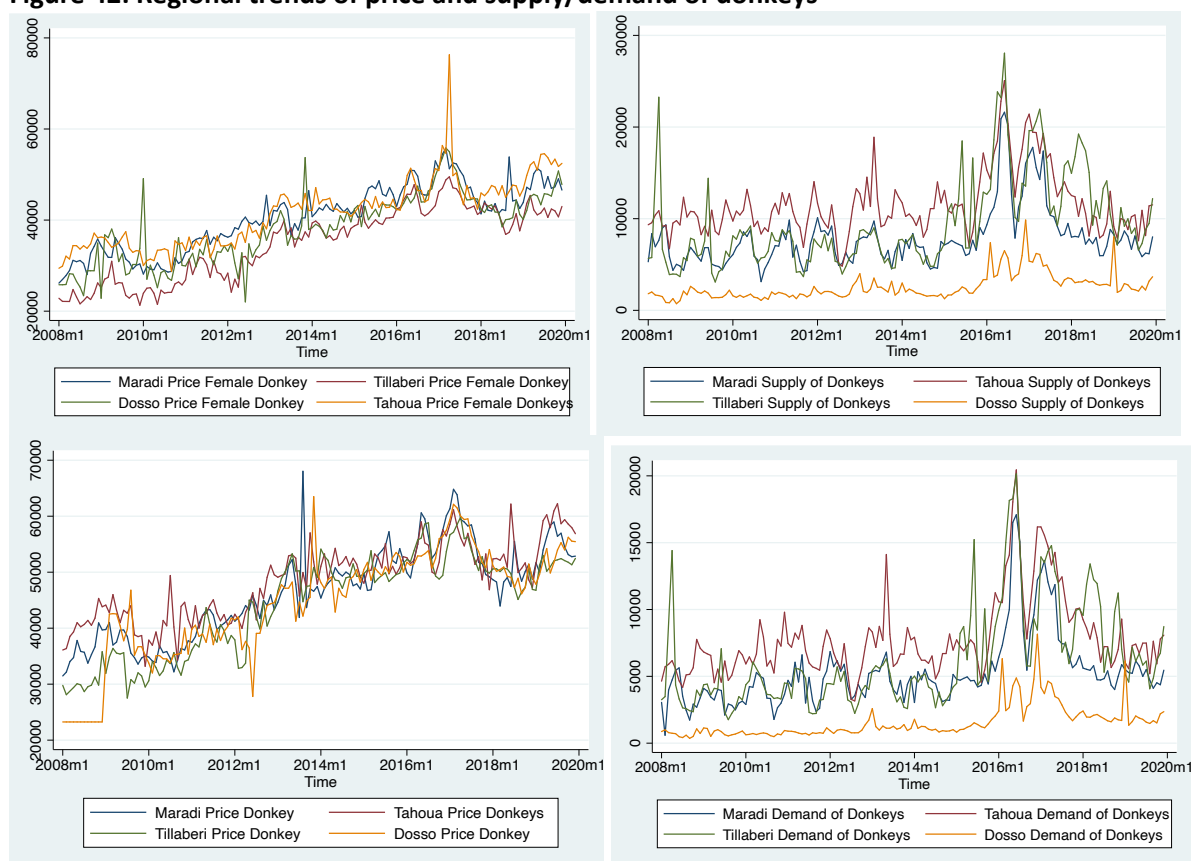 Figure 42: Regional trends of price and supply/demand of donkeys
80000
60000
40000
20000
2008m1 2010m1 2012m1 2014m1 2016m1 2018m1 2020m1
Time
Maradi Price Female Donkey Tillaberi Price Female Donkey
Dosso Price Female Donkey Tahoua Price Female Donkeys
30000
20000
10000
0
2008m1 2010m1 2012m1 2014m1 2016m1 2018m1 2020m1
Time
Maradi Supply of Donkeys Tahoua Supply of Donkeys
Tillaberi Supply of Donkeys Dosso Supply of Donkeys
70000
60000
50000
40000
30000
20000
2008m1 2010m1 2012m1 2014m1 2016m1 2018m1 2020m1
Time
Maradi Price Donkey Tahoua Price Donkeys
Tillaberi Price Donkey Dosso Price Donkey
20000
15000
10000
5000
0
2008m1 2010m1 2012m1 2014m1 2016m1 2018m1 2020m1
Time
Maradi Demand of Donkeys Tahoua Demand of Donkeys
Tillaberi Demand of Donkeys Dosso Demand of Donkeys